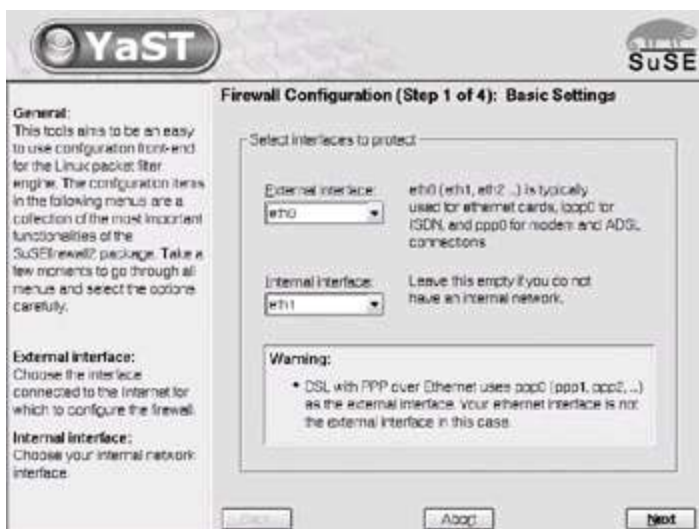 YaST
SuSE
General:
This tools aims to be an easy
to use configuration front-end
for the Linux packet filter
engine. The configuration items
in the following menus are a
collection of the most important
functionalities of the
SuSEfirewall2 package. Take a
few moments to go through all
menus and select the options
carefully.
External interface:
Choose the interface
connected to the Internet for
which to configure the firewall.
Internal interface:
Choose your internal network
interface.
Firewall Configuration (Step 1 of 4): Basic Settings
Select interfaces to protect
External interface:
eth0
eth0 (eth1, eth2 ...) is typically
used for ethernet cards, ippp0 for
ISDN, and ppp0 for modem and ADSL
connections.
Internal interface:
eth1
Leave this empty if you do not
have an internal network.
Warning:
• DSL with PPP over Ethernet uses ppp0 (ppp1, ppp2, ...)
as the external interface. Your ethernet interface is not
the external interface in this case.
Abort
Next